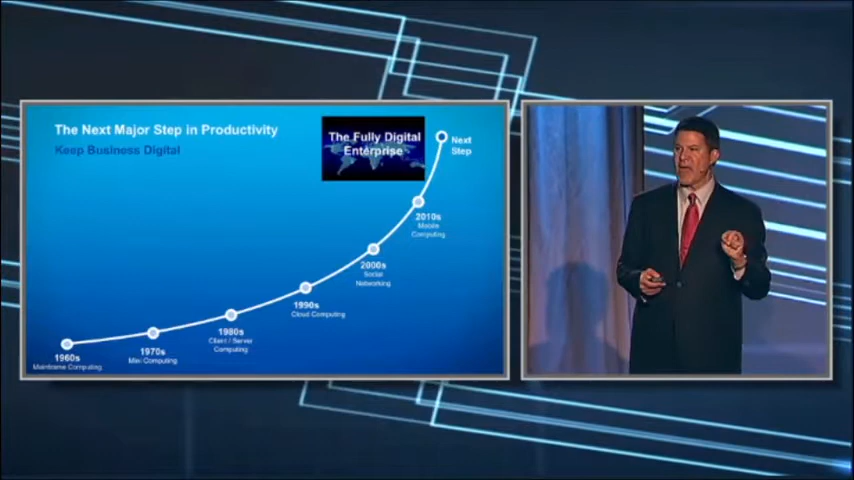 The Next Major Step in Productivity
Keep Business Digital
The Fully Digital
Enterprise
Next
Step
2010s
Mobile
Computing
2000s
Social
Networking
1990s
Cloud Computing
1980s
Client / Server
Computing
1970s
Mini Computing
1960s
Mainframe Computing